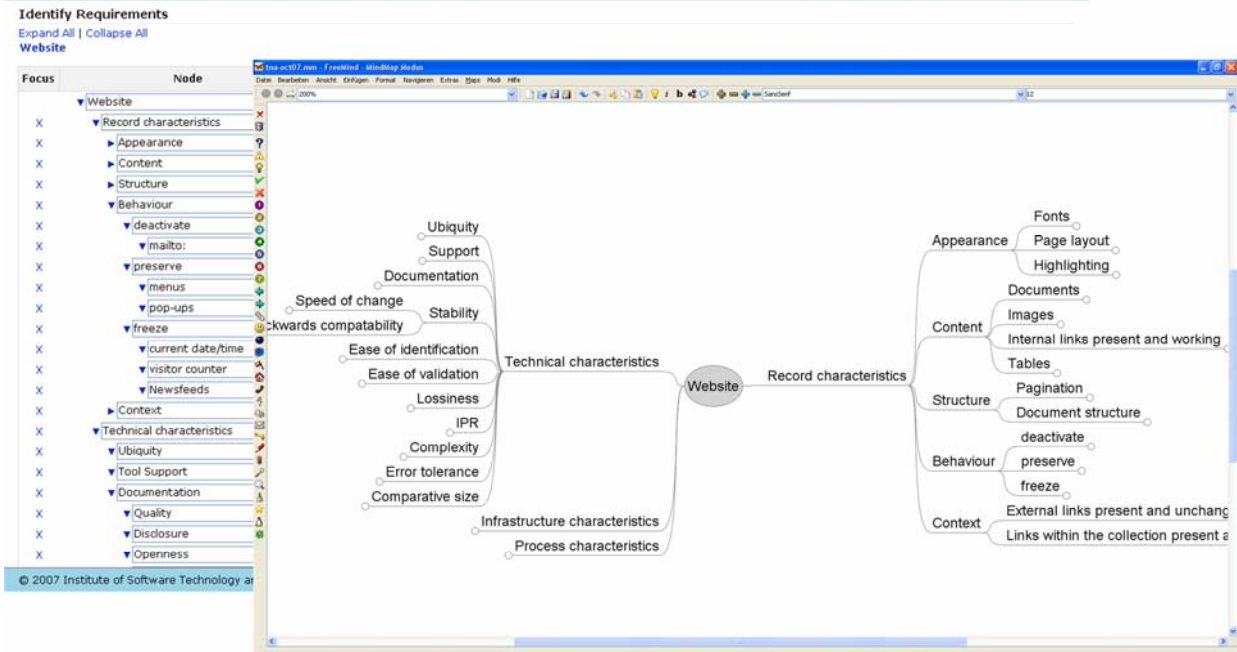 Identify Requirements
Expand All | Collapse All
Website
Focus Node
Website
X Record characteristics
X Appearance
X Content
X Structure
X Behaviour
X deactivate
X mailto:
X preserve
X menus
X pop-ups
X freeze
X current date/time
X visitor counter
X Newsfeeds
X Context
X Technical characteristics
X Ubiquity
X Tool Support
X Documentation
X Quality
X Disclosure
X Openness
© 2007 Institute of Software Technology
tna-oct07.mm - FreeMind - MindMap Modus
Datei Bearbeiten Ansicht Einfügen Format Navigieren Extras Maps Modi Hilfe
200% SansSerif 12
Ubiquity
Support
Documentation
Speed of change
Stability
ckwards compatability
Ease of identification
Technical characteristics
Ease of validation
Lossiness
IPR
Complexity
Error tolerance
Comparative size
Infrastructure characteristics
Process characteristics
Website
Record characteristics
Appearance
Fonts
Page layout
Highlighting
Content
Documents
Images
Internal links present and working
Tables
Structure
Pagination
Document structure
Behaviour
deactivate
preserve
freeze
Context
External links present and unchang
Links within the collection present a